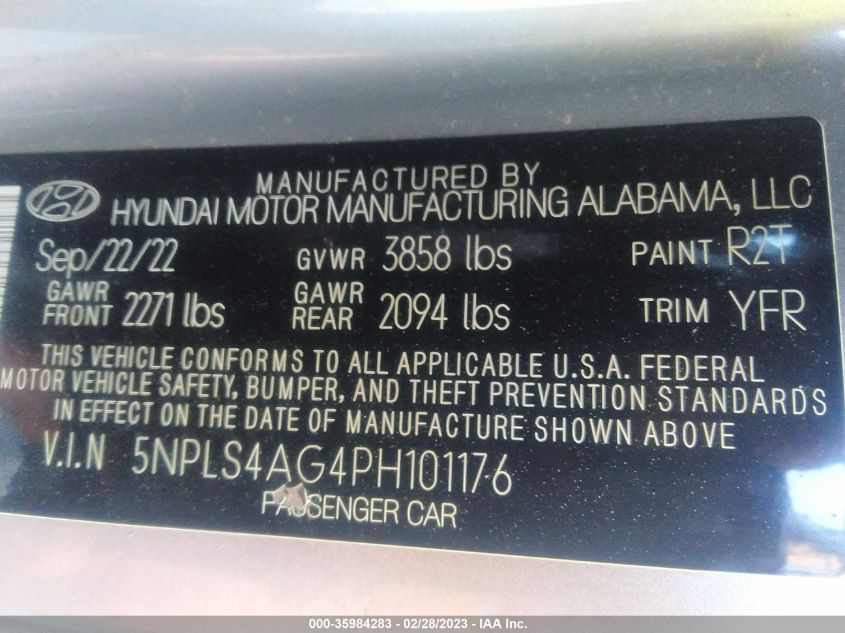 MANUFACTURED BY
HYUNDAI MOTOR MANUFACTURING ALABAMA, LLC
Sep/22/22 GVWR 3858 lbs PAINT R2T
GAWR FRONT 2271 lbs GAWR REAR 2094 lbs TRIM YFR
THIS VEHICLE CONFORMS TO ALL APPLICABLE U.S.A. FEDERAL
MOTOR VEHICLE SAFETY, BUMPER, AND THEFT PREVENTION STANDARDS
IN EFFECT ON THE DATE OF MANUFACTURE SHOWN ABOVE
V.I.N 5NPLS4AG4PH101176
PASSENGER CAR
000-35984283 - 02/28/2023 - IAA Inc.